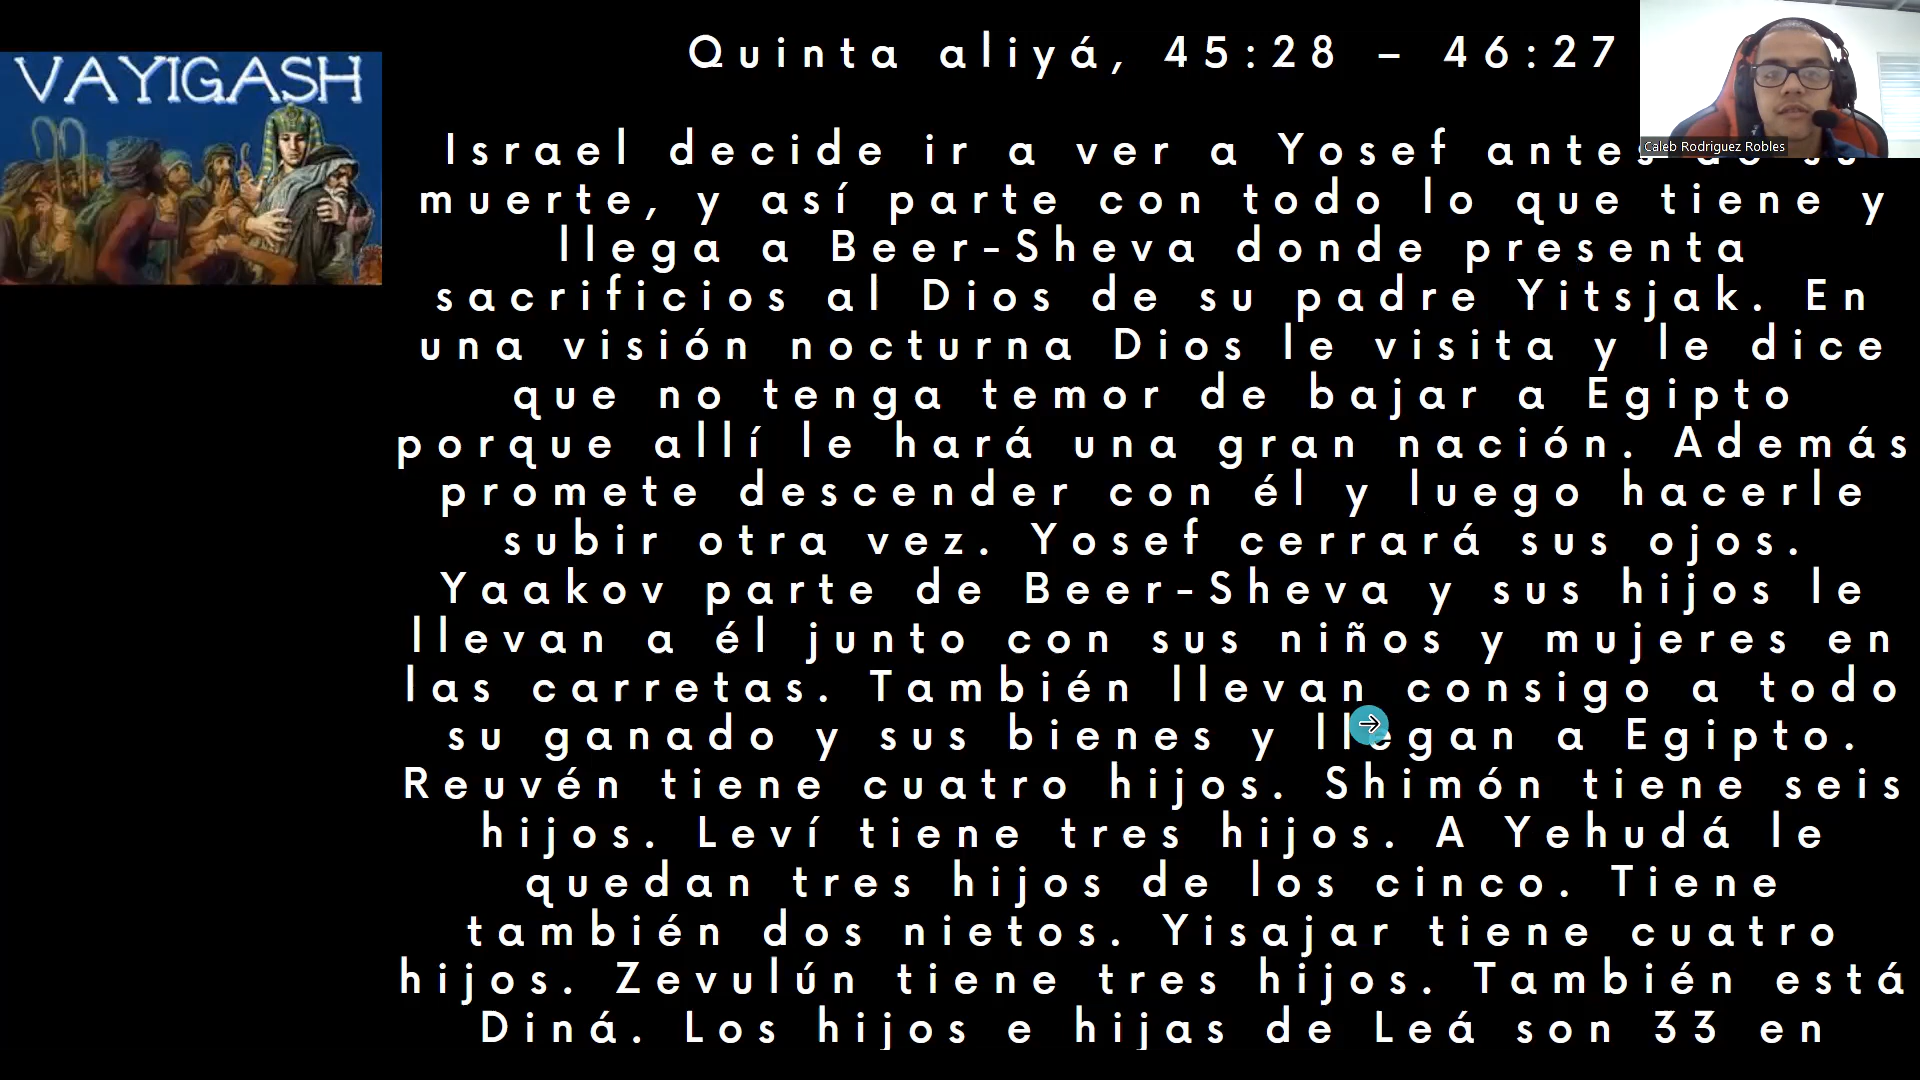 VAYIGASH
Quinta aliyá, 45:28 – 46:27
Caleb Rodriguez Robles
Israel decide ir a ver a Yosef antes
muerte, y así parte con todo lo que tiene y
llega a Beer-Sheva donde presenta
sacrificios al Dios de su padre Yitsjak. En
una visión nocturna Dios le visita y le dice
que no tenga temor de bajar a Egipto
porque allí le hará una gran nación. Además
promete descender con él y luego hacerle
subir otra vez. Yosef cerrará sus ojos.
Yaakov parte de Beer-Sheva y sus hijos le
llevan a él junto con sus niños y mujeres en
las carretas. También llevan consigo a todo
su ganado y sus bienes y llegan a Egipto.
Reuvén tiene cuatro hijos. Shimón tiene seis
hijos. Leví tiene tres hijos. A Yehudá le
quedan tres hijos de los cinco. Tiene
también dos nietos. Yisajar tiene cuatro
hijos. Zevulún tiene tres hijos. También está
Diná. Los hijos e hijas de Leá son 33 en